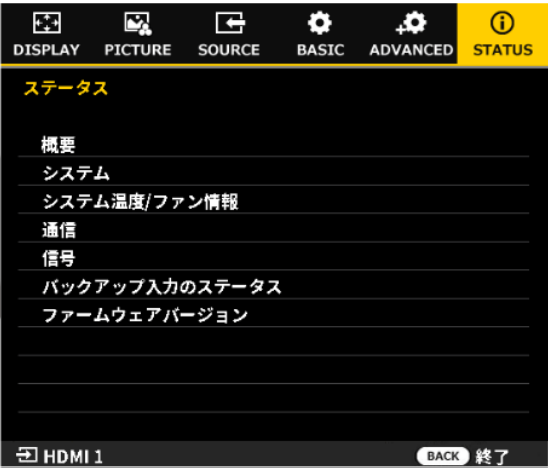 DISPLAY PICTURE SOURCE BASIC ADVANCED STATUS
ステータス
概要
システム
システム温度/ファン情報
通信
信号
バックアップ入力のステータス
ファームウェアバージョン
HDMI 1 BACK 終了